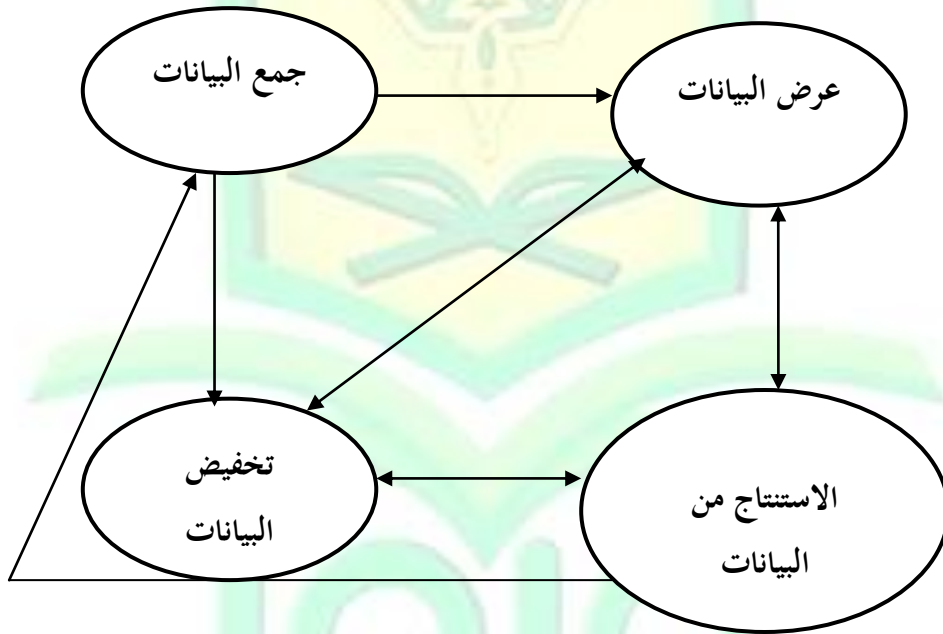 جمع البيانات
عرض البيانات
تخفيض
البيانات
الاستنتاج من
البيانات